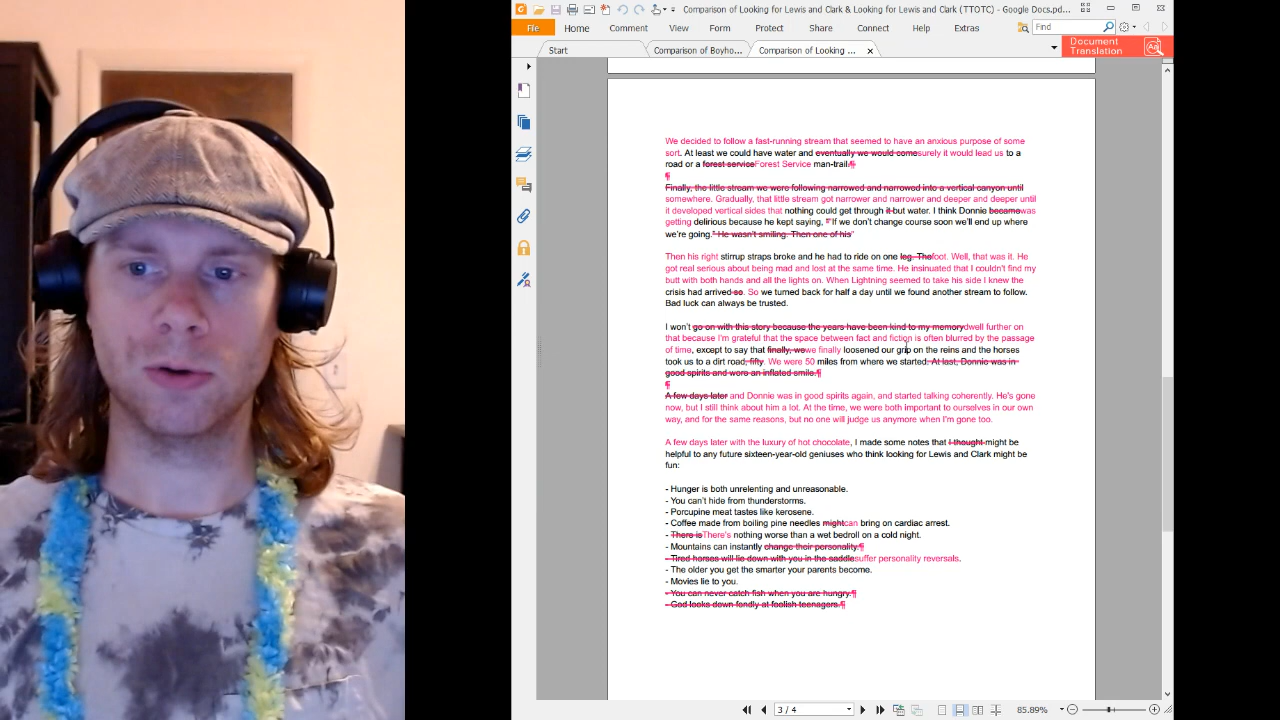 Comparison of Looking for Lewis and Clark & Looking for Lewis and Clark (TTOTC) - Google Docs.pd...
File Home Comment View Form Protect Share Connect Help Extras Find
Start Comparison of Boyho... Comparison of Looking ... Document Translation
We decided to follow a fast-running stream that seemed to have an anxious purpose of some
sort. At least we could have water and eventually we would comesurely it would lead us to a
road or a forest serviceForest Service man-trail.¶
¶
Finally, the little stream we were following narrowed and narrowed into a vertical canyon until
somewhere. Gradually, that little stream got narrower and narrower and deeper and deeper until
it developed vertical sides that nothing could get through it but water. I think Donnie becamewas
getting delirious because he kept saying, "'If we don't change course soon we'll end up where
we're going." He wasn't smiling. Then one of his'
Then his right stirrup straps broke and he had to ride on one leg. Thefoot. Well, that was it. He
got real serious about being mad and lost at the same time. He insinuated that I couldn't find my
butt with both hands and all the lights on. When Lightning seemed to take his side I knew the
crisis had arrived so. So we turned back for half a day until we found another stream to follow.
Bad luck can always be trusted.
I won't go on with this story because the years have been kind to my memorydwell further on
that because I'm grateful that the space between fact and fiction is often blurred by the passage
of time, except to say that finally, wewe finally loosened our grip on the reins and the horses
took us to a dirt road, fifty. We were 50 miles from where we started. At last, Donnie was in
good spirits and wore an inflated smile.¶
¶
A few days later and Donnie was in good spirits again, and started talking coherently. He's gone
now, but I still think about him a lot. At the time, we were both important to ourselves in our own
way, and for the same reasons, but no one will judge us anymore when I'm gone too.
A few days later with the luxury of hot chocolate, I made some notes that I thought might be
helpful to any future sixteen-year-old geniuses who think looking for Lewis and Clark might be
fun:
- Hunger is both unrelenting and unreasonable.
- You can't hide from thunderstorms.
- Porcupine meat tastes like kerosene.
- Coffee made from boiling pine needles mightcan bring on cardiac arrest.
- There isThere's nothing worse than a wet bedroll on a cold night.
- Mountains can instantly change their personality.¶
- Tired horses will lie down with you in the saddlesuffer personality reversals.
- The older you get the smarter your parents become.
- Movies lie to you.
- You can never catch fish when you are hungry.¶
- God looks down fondly at foolish teenagers.¶
3 / 4 85.89%